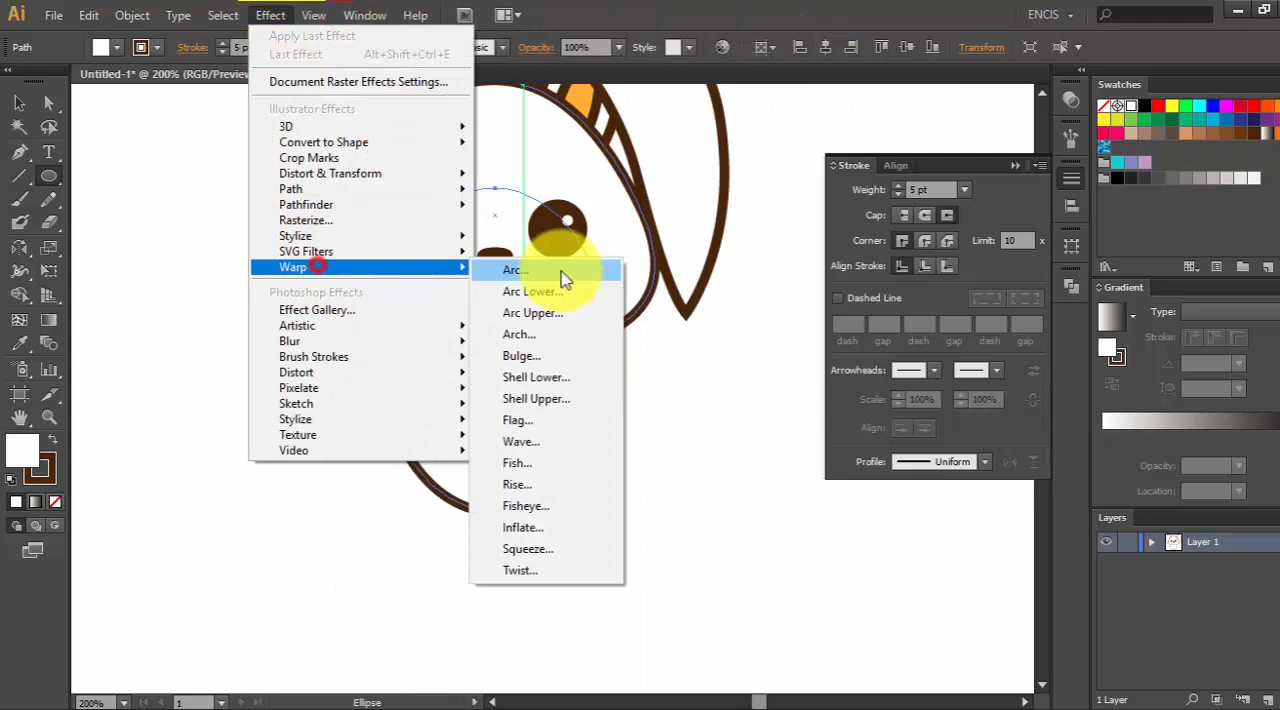 Ai File Edit Object Type Select Effect View Window Help Br ENCIS
Path Stroke: 5 p Basic Opacity: 100% Style: Transform
Untitled-1* @ 200% (RGB/Preview
Apply Last Effect
Last Effect Alt+Shift+Ctrl+E
Document Raster Effects Settings...
Illustrator Effects
3D
Convert to Shape
Crop Marks
Distort & Transform
Path
Pathfinder
Rasterize...
Stylize
SVG Filters
Warp
Photoshop Effects
Effect Gallery...
Artistic
Blur
Brush Strokes
Distort
Pixelate
Sketch
Stylize
Texture
Video
Arc...
Arc Lower...
Arc Upper...
Arch...
Bulge...
Shell Lower...
Shell Upper...
Flag...
Wave...
Fish...
Rise...
Fisheye...
Inflate...
Squeeze...
Twist...
Stroke Align
Weight: 5 pt
Cap:
Corner: Limit: 10 x
Align Stroke:
Dashed Line
dash gap dash gap dash gap
Arrowheads:
Scale: 100% 100%
Align:
Profile: Uniform
Swatches
Gradient
Type:
Stroke:
Opacity:
Location:
Layers
Layer 1
1 Layer
200% 1 Ellipse